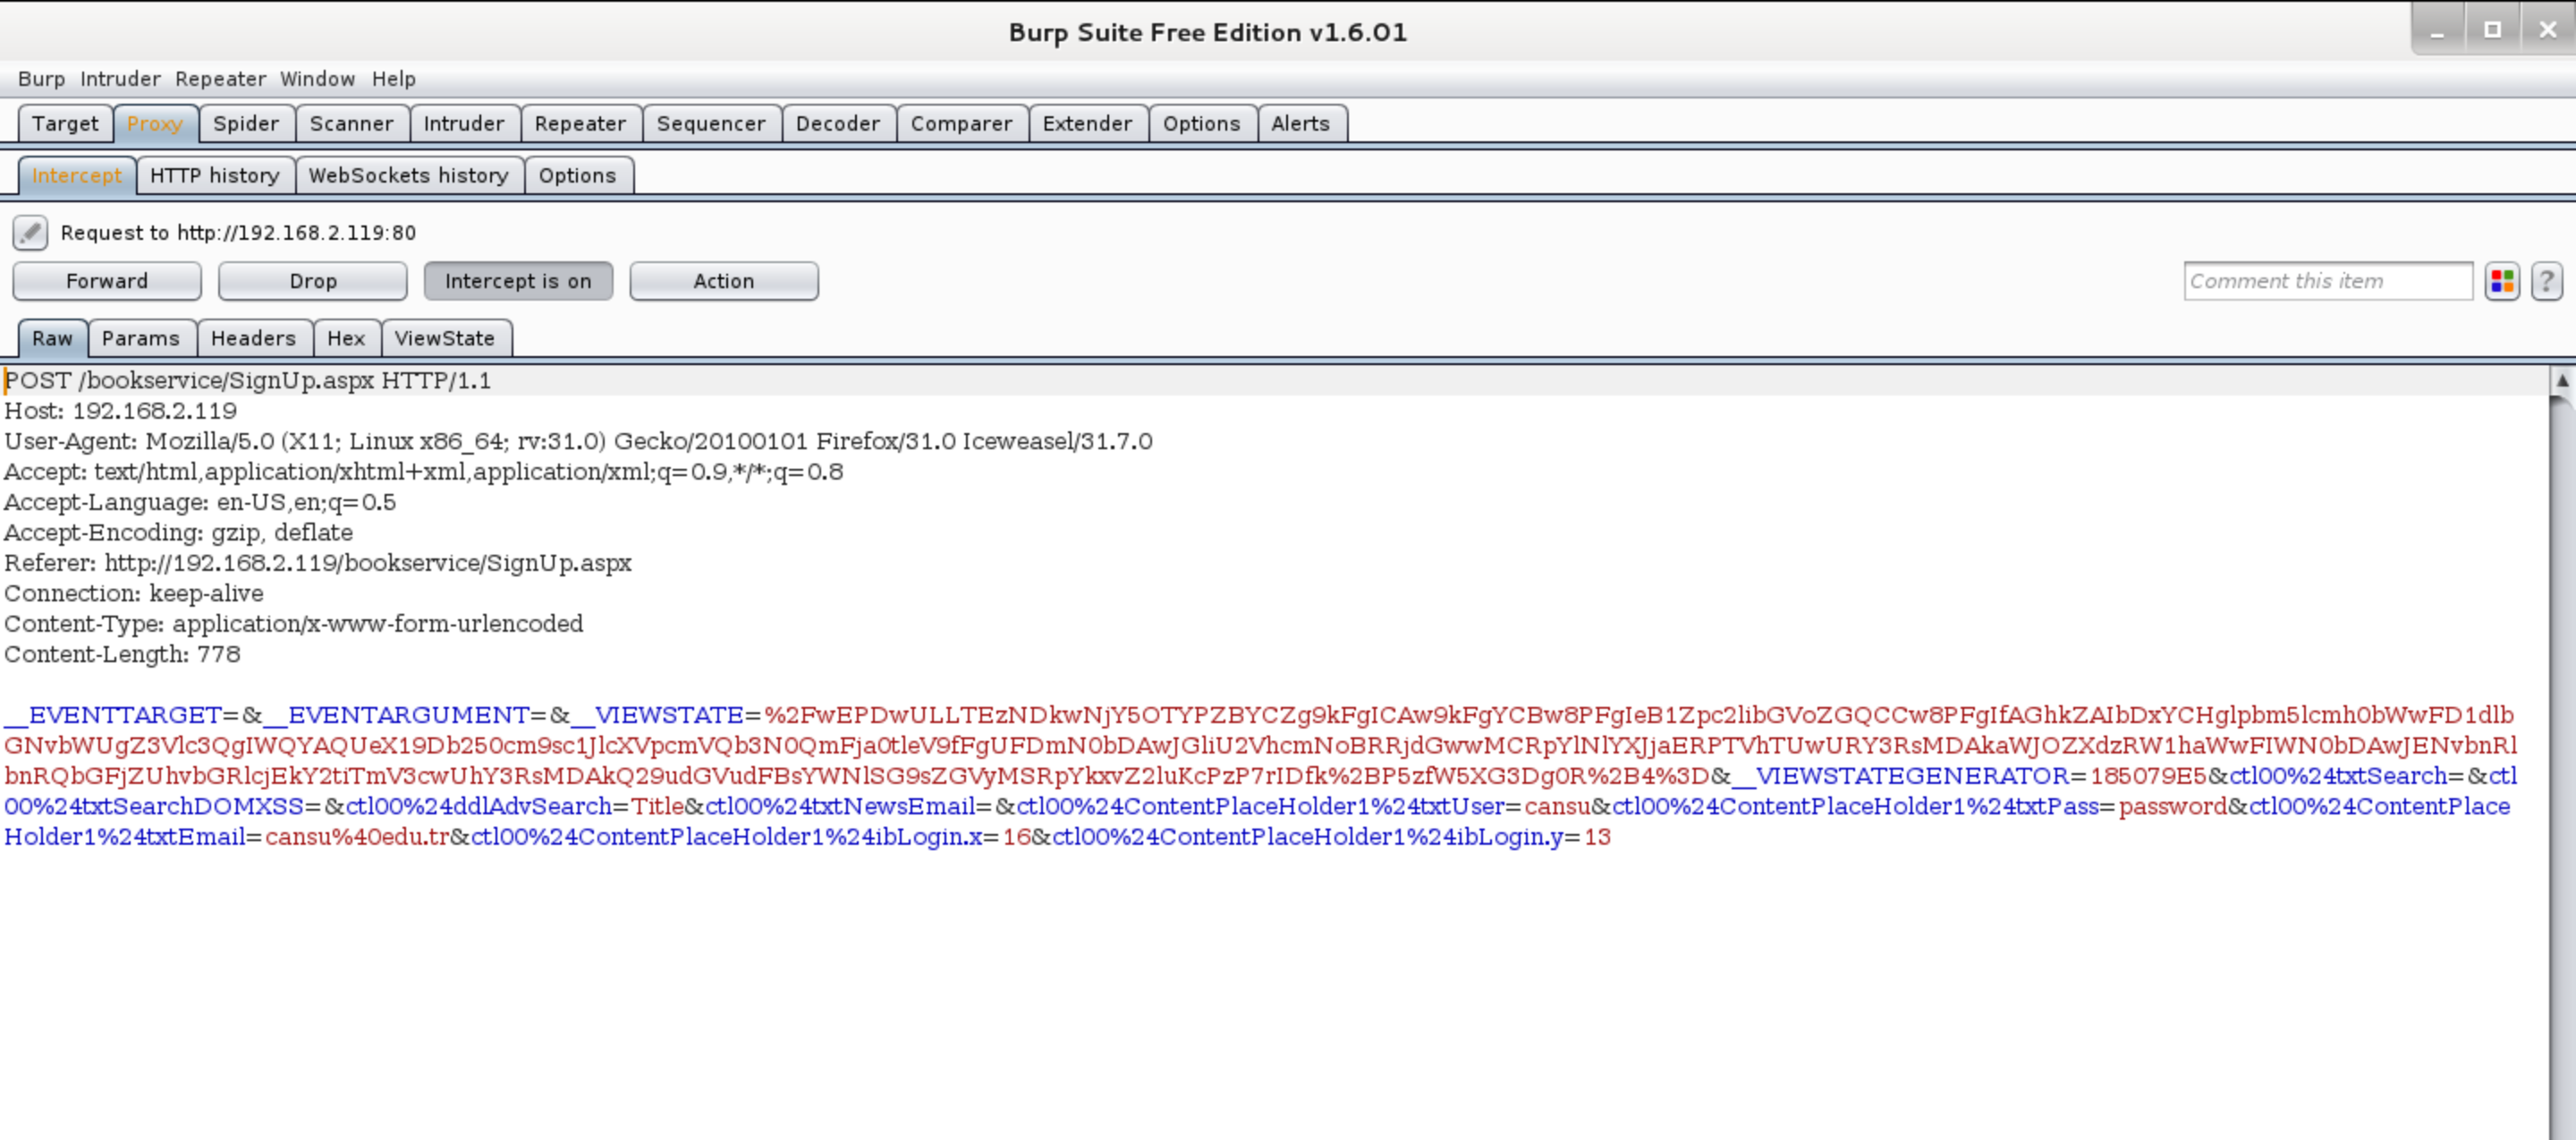 Burp Suite Free Edition v1.6.01
Burp Intruder Repeater Window Help
Target Proxy Spider Scanner Intruder Repeater Sequencer Decoder Comparer Extender Options Alerts
Intercept HTTP history WebSockets history Options
Request to http://192.168.2.119:80
Forward Drop Intercept is on Action Comment this item ?
Raw Params Headers Hex ViewState
POST /bookservice/SignUp.aspx HTTP/1.1
Host: 192.168.2.119
User-Agent: Mozilla/5.0 (X11; Linux x86_64; rv:31.0) Gecko/20100101 Firefox/31.0 Iceweasel/31.7.0
Accept: text/html,application/xhtml+xml,application/xml;q=0.9,*/*;q=0.8
Accept-Language: en-US,en;q=0.5
Accept-Encoding: gzip, deflate
Referer: http://192.168.2.119/bookservice/SignUp.aspx
Connection: keep-alive
Content-Type: application/x-www-form-urlencoded
Content-Length: 778
__EVENTTARGET=&__EVENTARGUMENT=&__VIEWSTATE=%2FwEPDwULLTEzNDkwNjY5OTYPZBYCZg9kFgICAw9kFgYCBw8PFgIeB1Zpc2libGVoZGQCCw8PFgIfAGhkZAIbDxYCHglpbm5lcmh0bWwFD1dlb
GNvbWUgZ3Vlc3QgIWQYAQUeX19Db250cm9sc1JlcXVpcmVQb3N0QmFja0tleV9fFgUFDmN0bDAwJGliU2VhcmNoBRRjdGwwMCRpYlNlYXJjaERPTVhTUwURY3RsMDAkaWJOZXdzRW1haWwFIWN0bDAwJENvbnRl
bnRQbGFjZUhvbGRlcjEkY2tiTmV3cwUhY3RsMDAkQ29udGVudFBsYWNlSG9sZGVyMSRpYkxvZ2luKcPzP7rIDfk%2BP5zfW5XG3Dg0R%2B4%3D&__VIEWSTATEGENERATOR=185079E5&ctl00%24txtSearch=&ctl
00%24txtSearchDOMXSS=&ctl00%24ddlAdvSearch=Title&ctl00%24txtNewsEmail=&ctl00%24ContentPlaceHolder1%24txtUser=cansu&ctl00%24ContentPlaceHolder1%24txtPass=password&ctl00%24ContentPlace
Holder1%24txtEmail=cansu%40edu.tr&ctl00%24ContentPlaceHolder1%24ibLogin.x=16&ctl00%24ContentPlaceHolder1%24ibLogin.y=13